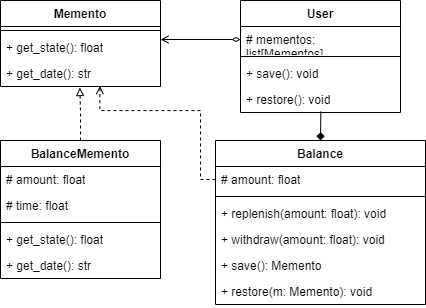 Memento
+ get_state(): float
+ get_date(): str
User
# mementos:
list[Mementos]
+ save(): void
+ restore(): void
BalanceMemento
# amount: float
# time: float
+ get_state(): float
+ get_date(): str
Balance
# amount: float
+ replenish(amount: float): void
+ withdraw(amount: float): void
+ save(): Memento
+ restore(m: Memento): void